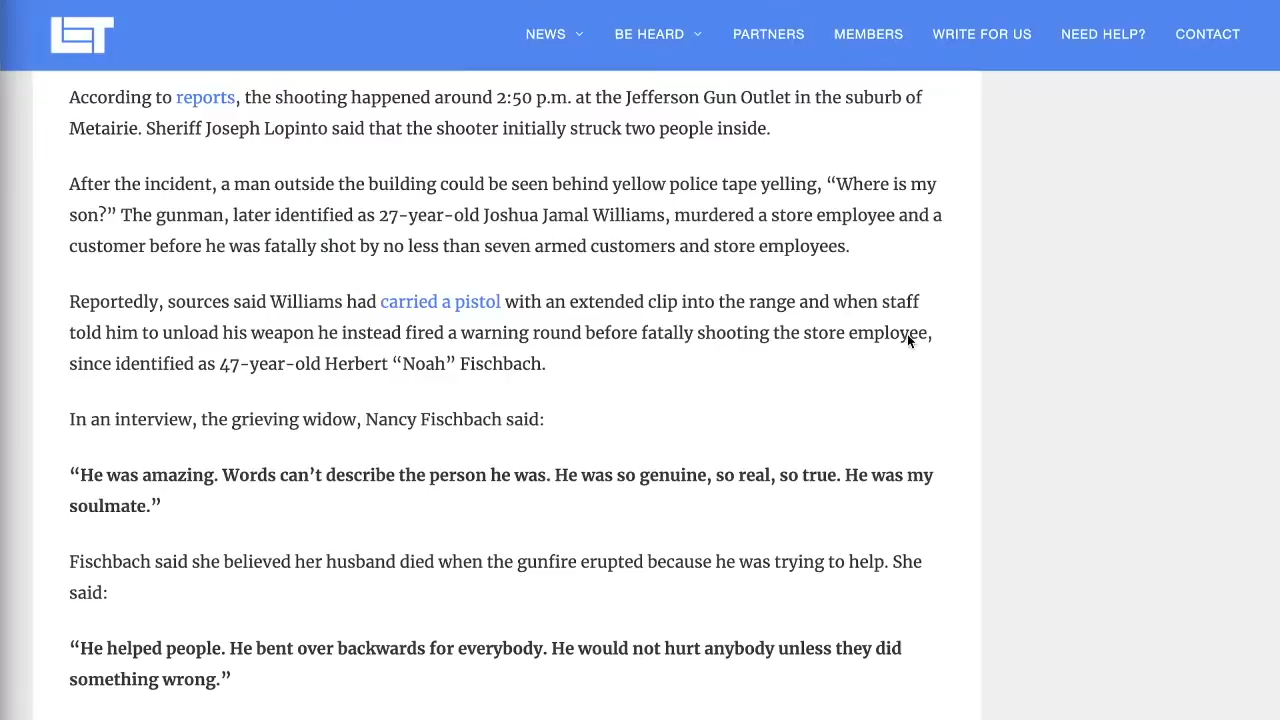 LET
NEWS BE HEARD PARTNERS MEMBERS WRITE FOR US NEED HELP? CONTACT
According to reports, the shooting happened around 2:50 p.m. at the Jefferson Gun Outlet in the suburb of
Metairie. Sheriff Joseph Lopinto said that the shooter initially struck two people inside.
After the incident, a man outside the building could be seen behind yellow police tape yelling, “Where is my
son?” The gunman, later identified as 27-year-old Joshua Jamal Williams, murdered a store employee and a
customer before he was fatally shot by no less than seven armed customers and store employees.
Reportedly, sources said Williams had carried a pistol with an extended clip into the range and when staff
told him to unload his weapon he instead fired a warning round before fatally shooting the store employee,
since identified as 47-year-old Herbert “Noah” Fischbach.
In an interview, the grieving widow, Nancy Fischbach said:
“He was amazing. Words can’t describe the person he was. He was so genuine, so real, so true. He was my
soulmate.”
Fischbach said she believed her husband died when the gunfire erupted because he was trying to help. She
said:
“He helped people. He bent over backwards for everybody. He would not hurt anybody unless they did
something wrong.”